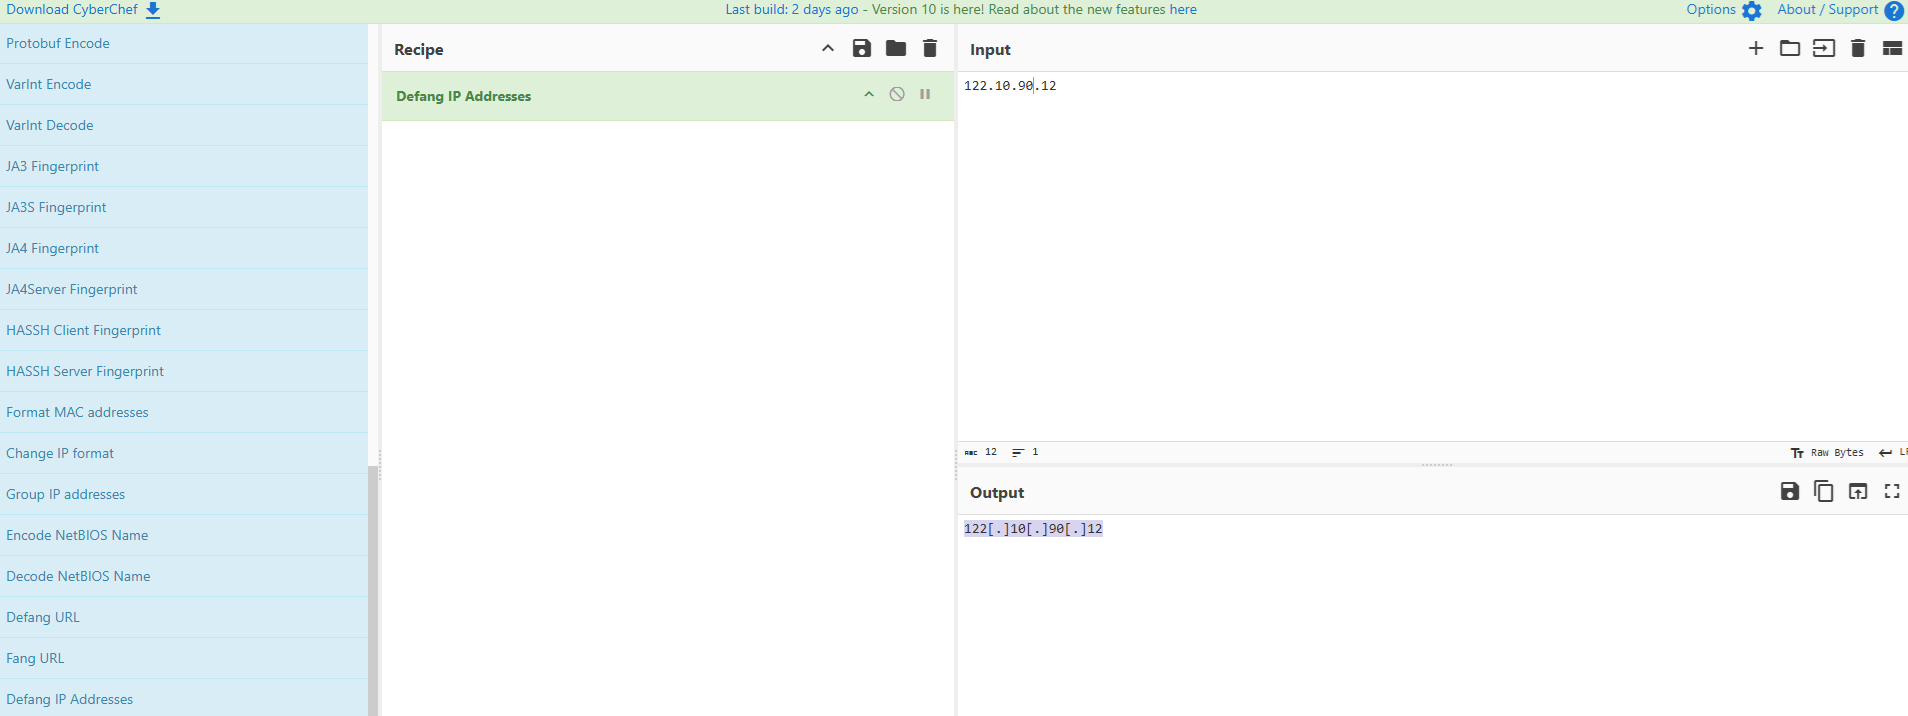 Download CyberChef
Last build: 2 days ago - Version 10 is here! Read about the new features here
Options
About / Support
Protobuf Encode
VarInt Encode
VarInt Decode
JA3 Fingerprint
JA3S Fingerprint
JA4 Fingerprint
JA4Server Fingerprint
HASSH Client Fingerprint
HASSH Server Fingerprint
Format MAC addresses
Change IP format
Group IP addresses
Encode NetBIOS Name
Decode NetBIOS Name
Defang URL
Fang URL
Defang IP Addresses
Recipe
Defang IP Addresses
Input
122.10.90.12
ABC 12 1
Tт Raw Bytes
Output
122[.]10[.]90[.]12